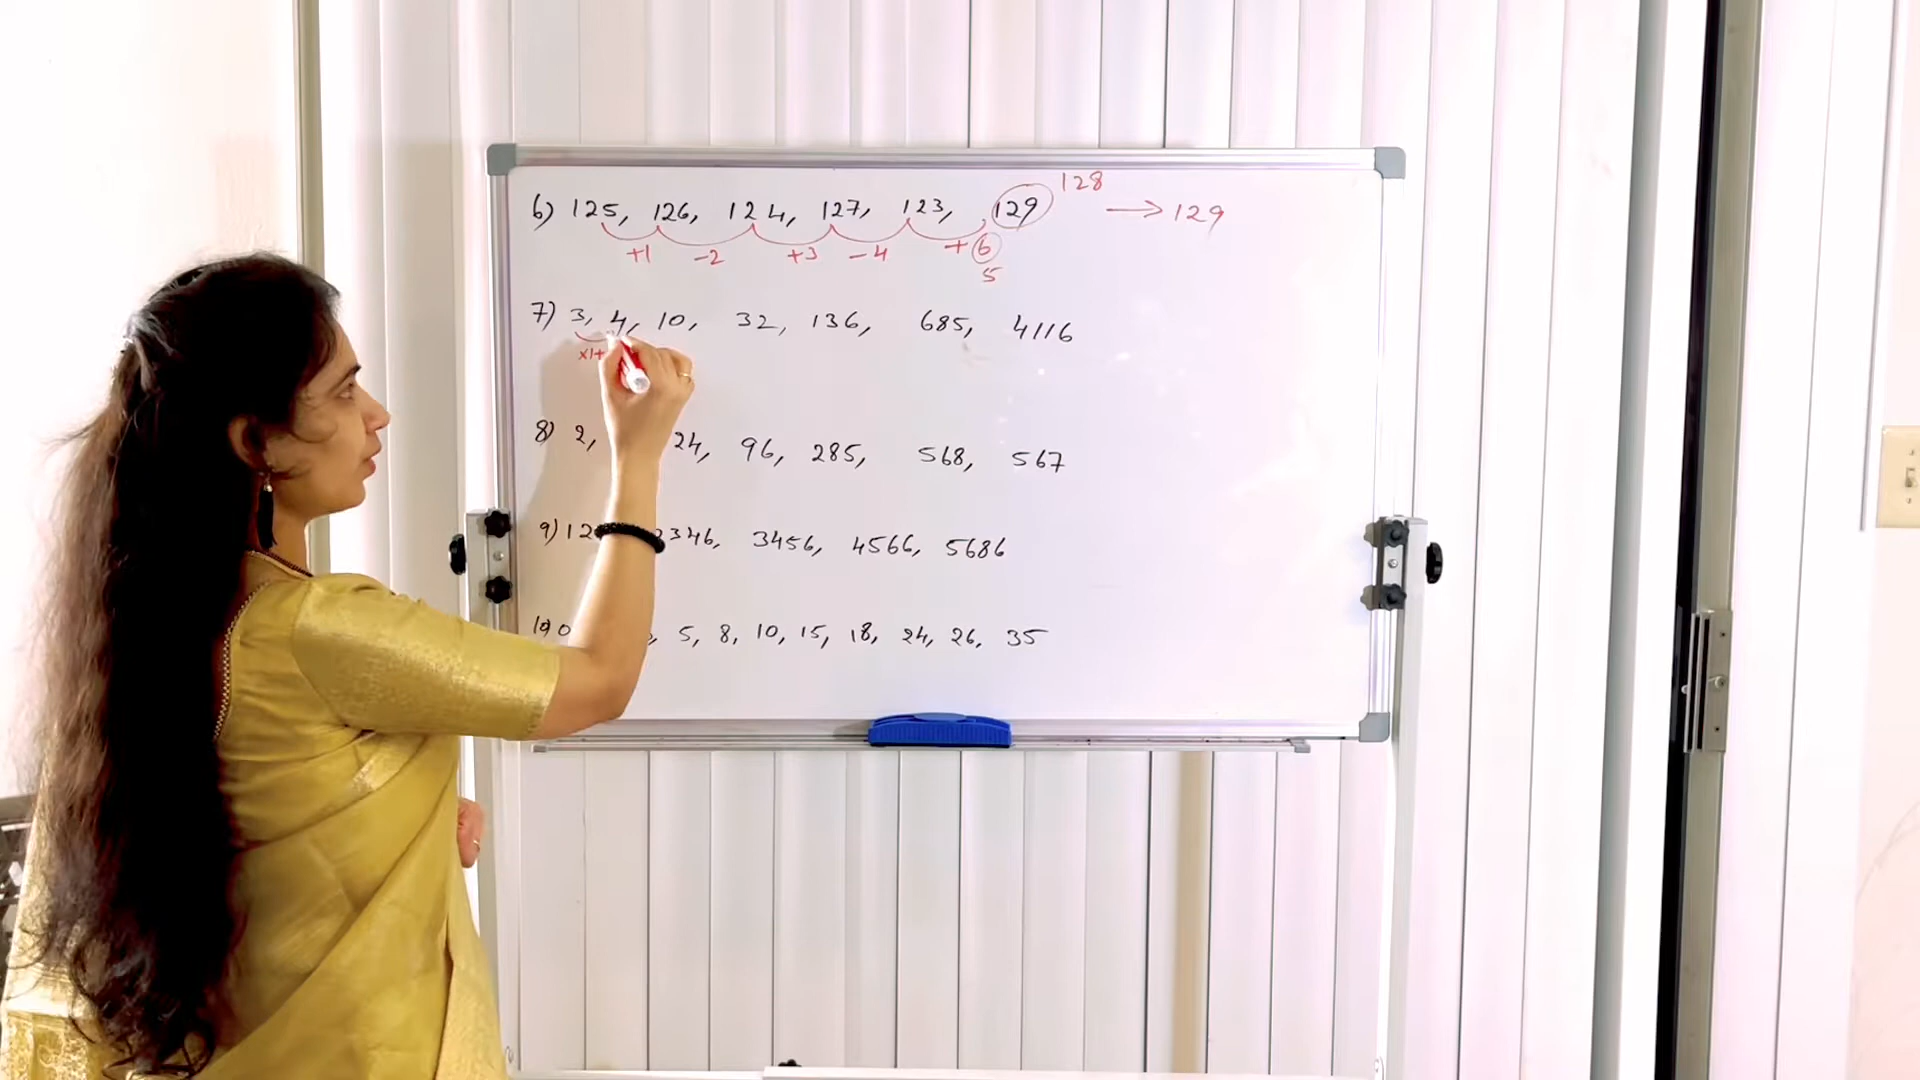 128
6) 125, 126, 124, 127, 123, 129 → 129
+1 -2 +3 -4 +6
5
7) 3, 4, 10, 32, 136, 685, 4116
x1+
8) 2, 24, 96, 285, 568, 567
9) 3456, 4566, 5686
10) 0 5, 8, 10, 15, 18, 24, 26, 35